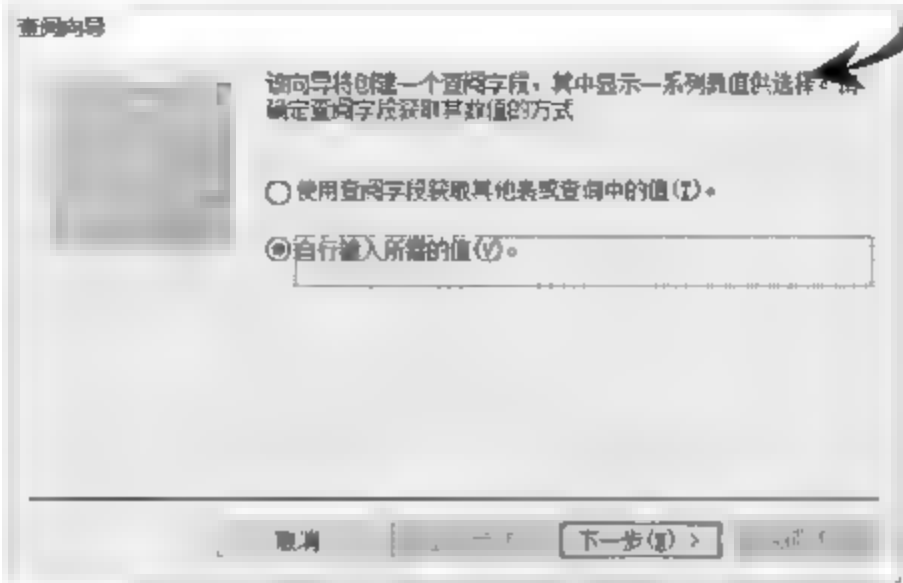 查阅向导
该向导将创建一个查阅字段，其中显示一系列数值供选择。请
确定查阅字段获取其数值的方式
使用查阅字段获取其他表或查询中的值(T)。
自行键入所需的值(V)。
取消
下一步(N) >